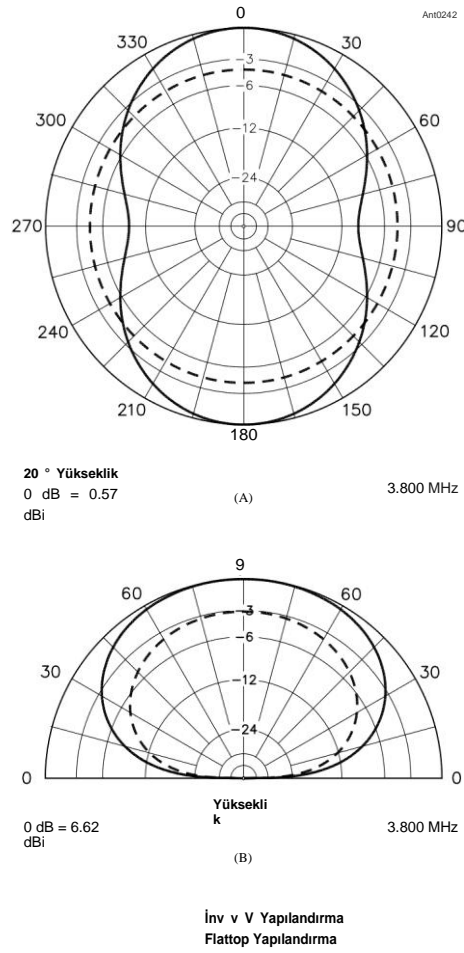 0
Ant0242
330
30
-3
-6
300
60
-12
-24
270
90
240
120
210
150
180
20 ° Yükseklik
0 dB = 0.57
dBi
(A)
3.800 MHz
9
60
60
-3
-6
30
30
-12
-24
0
0
Yüksekli
k
0 dB = 6.62
dBi
3.800 MHz
(B)
İnv v V Yapılandırma
Flattop Yapılandırma